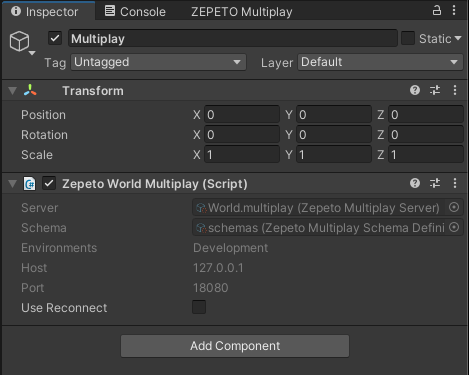 Inspector Console ZEPETO Multiplay
Multiplay Static
Tag Untagged Layer Default
Transform
Position X 0 Y 0 Z 0
Rotation X 0 Y 0 Z 0
Scale X 1 Y 1 Z 1
Zepeto World Multiplay (Script)
Server World.multiplay (Zepeto Multiplay Server)
Schema schemas (Zepeto Multiplay Schema Defini
Environments Development
Host 127.0.0.1
Port 18080
Use Reconnect
Add Component